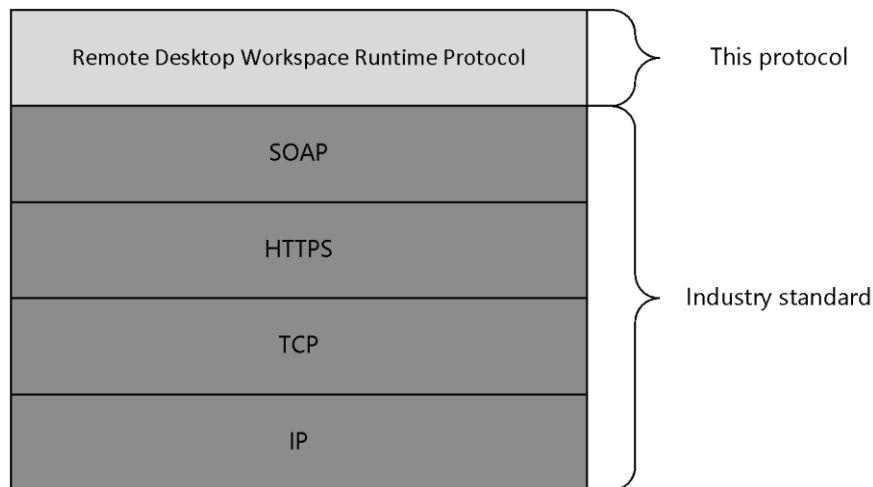 Remote Desktop Workspace Runtime Protocol
This protocol
SOAP
HTTPS
TCP
IP
Industry standard